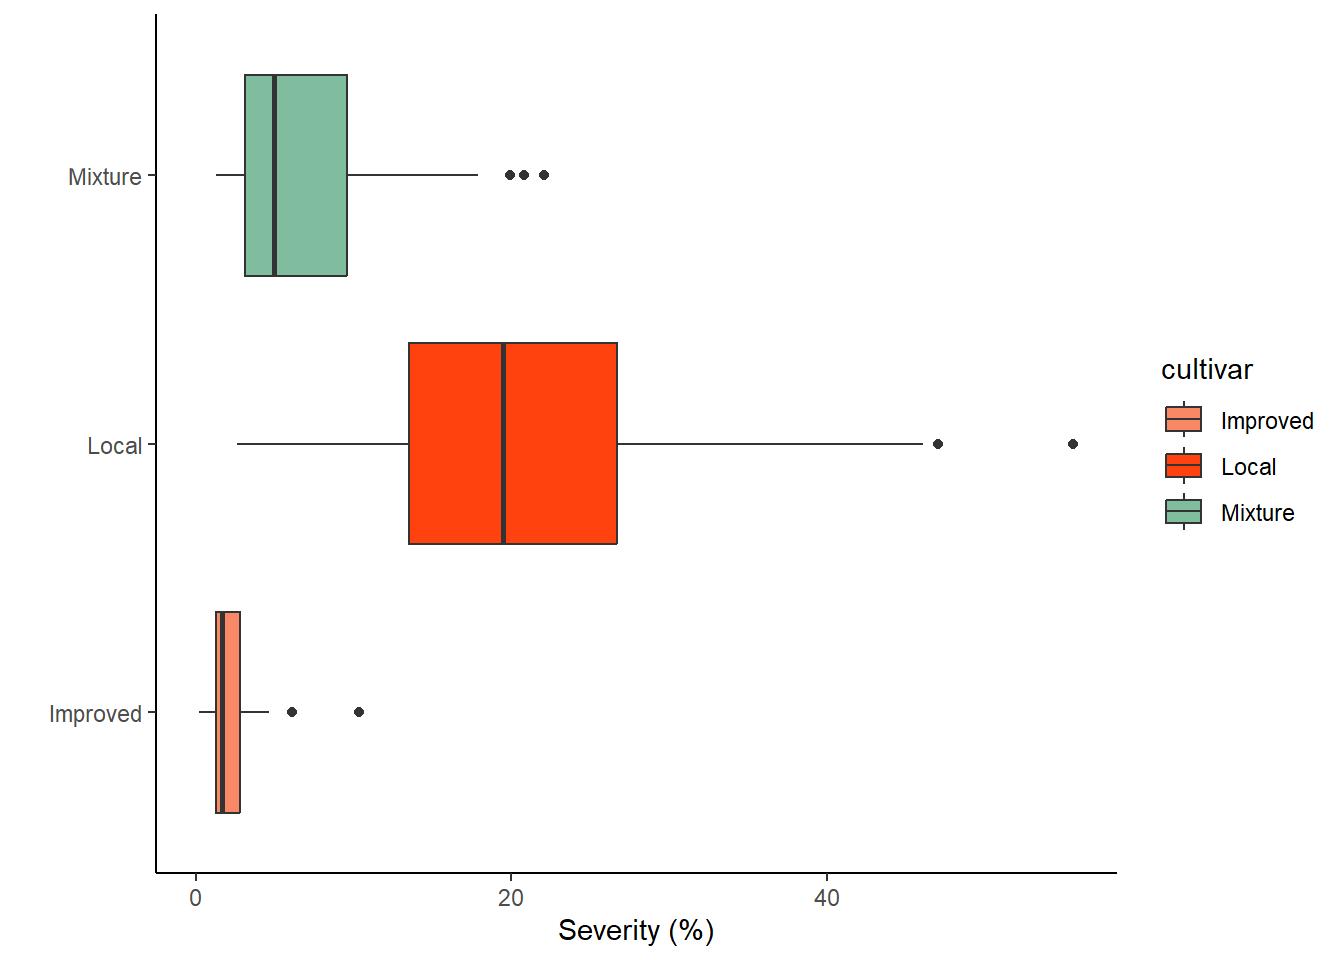 Mixture
Local
Improved
0 20 40
Severity (%)
cultivar
Improved
Local
Mixture